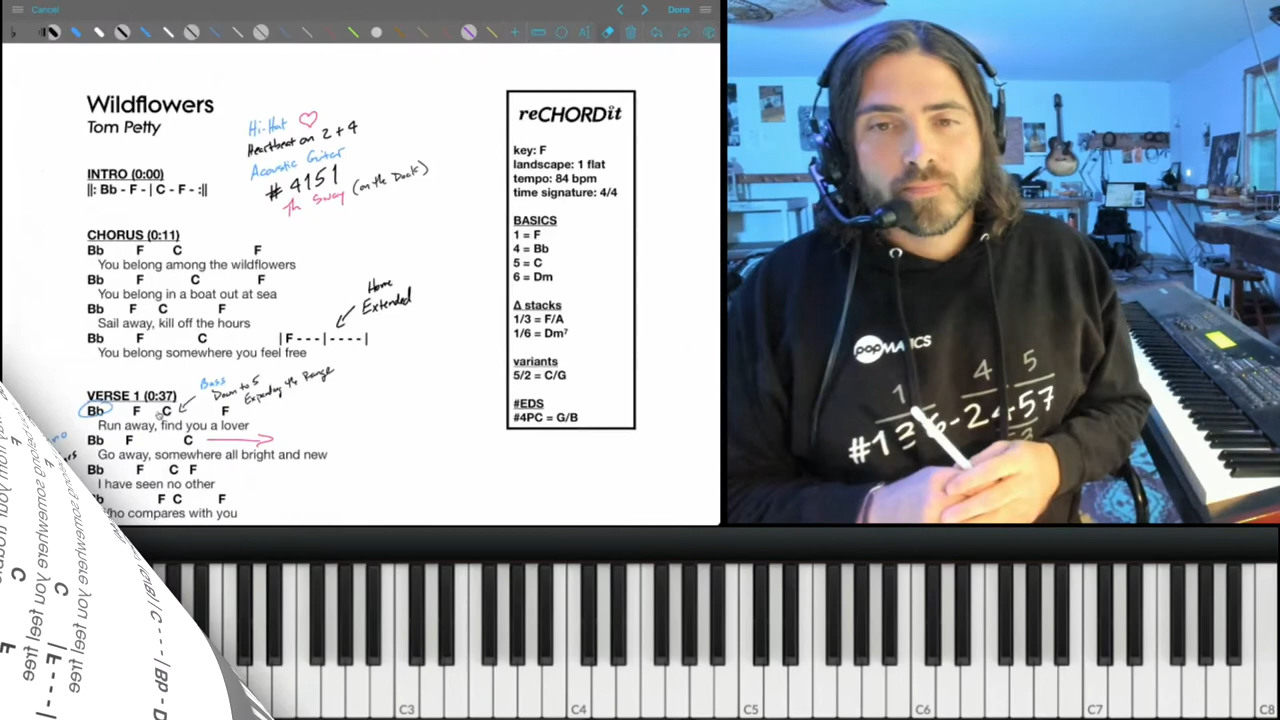 Cancel
Done
Wildflowers
Tom Petty
Hi-Hat
Heartbeat on 2 + 4
Acoustic Guitar
#4151
(on the Dock)
INTRO (0:00)
||: Bb - F - | C - F - :||
CHORUS (0:11)
Bb F C F
You belong among the wildflowers
Bb F C F
You belong in a boat out at sea
Bb F C F
Sail away, kill off the hours
Home
Extended
Bb F C |F - - - | - - - - |
You belong somewhere you feel free
Bass
Down to 5
Expanding the Range
VERSE 1 (0:37)
Bb F C F
Run away, find you a lover
Bb F C
Go away, somewhere all bright and new
Bb F C F
I have seen no other
Bb F C F
Who compares with you
reCHORDit
key: F
landscape: 1 flat
tempo: 84 bpm
time signature: 4/4
BASICS
1 = F
4 = Bb
5 = C
6 = Dm
Δ stacks
1/3 = F/A
1/6 = Dm7
variants
5/2 = C/G
#EDS
#4PC = G/B
popMATICS
C3 C4 C5 C6 C7 C8